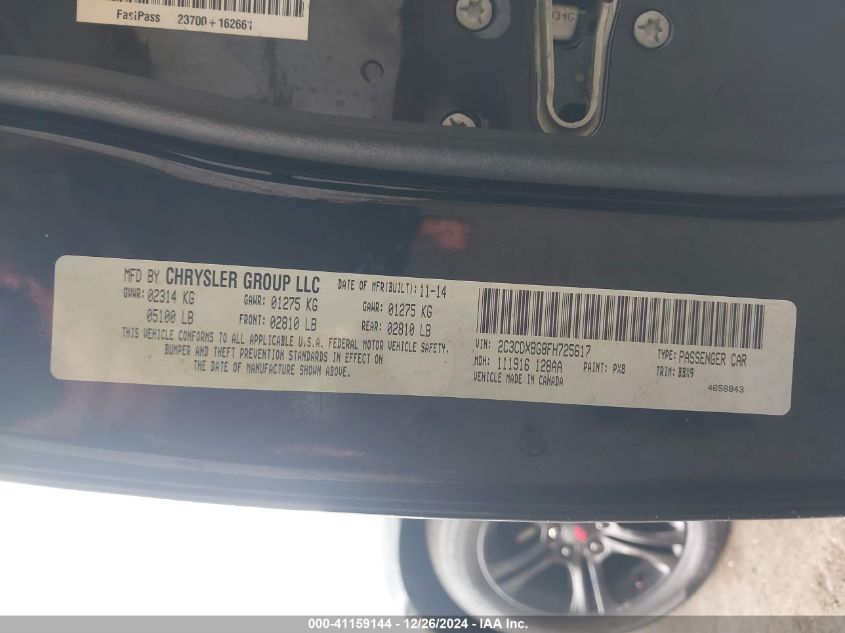 FastPass 23700+162661
034G
MFD BY CHRYSLER GROUP LLC DATE OF MFR(BUILT): 11-14
GVWR: 02314 KG GAWR: 01275 KG GAWR: 01275 KG
05100 LB FRONT: 02810 LB REAR: 02810 LB
THIS VEHICLE CONFORMS TO ALL APPLICABLE U.S.A. FEDERAL MOTOR VEHICLE SAFETY,
BUMPER AND THEFT PREVENTION STANDARDS IN EFFECT ON
THE DATE OF MANUFACTURE SHOWN ABOVE.
VIN: 2C3CDXBG8FH725617 TYPE: PASSENGER CAR
MDH: 111916 128AA PAINT: PX8 TRIM: BBX9
VEHICLE MADE IN CANADA 4658843
000-41159144 - 12/26/2024 - IAA Inc.